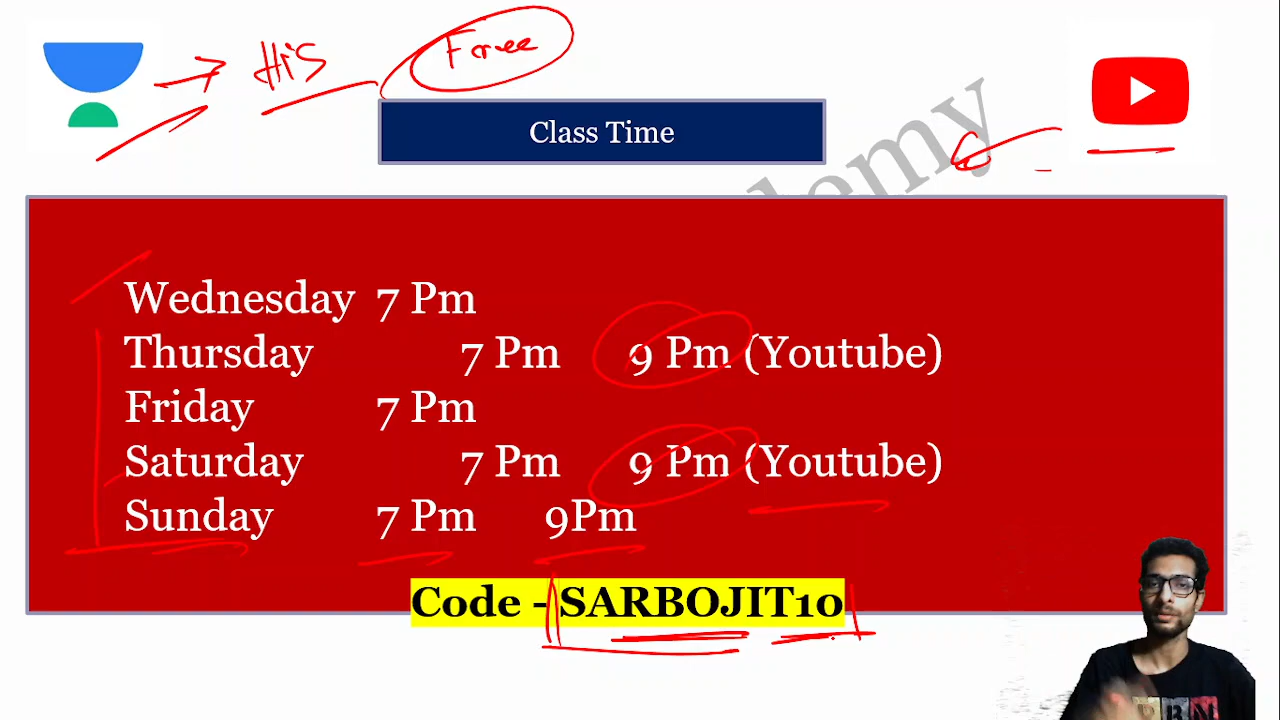 HiS Free
Class Time
demy
Wednesday 7 Pm
Thursday 7 Pm 9 Pm (Youtube)
Friday 7 Pm
Saturday 7 Pm 9 Pm (Youtube)
Sunday 7 Pm 9Pm
Code - SARBOJIT10